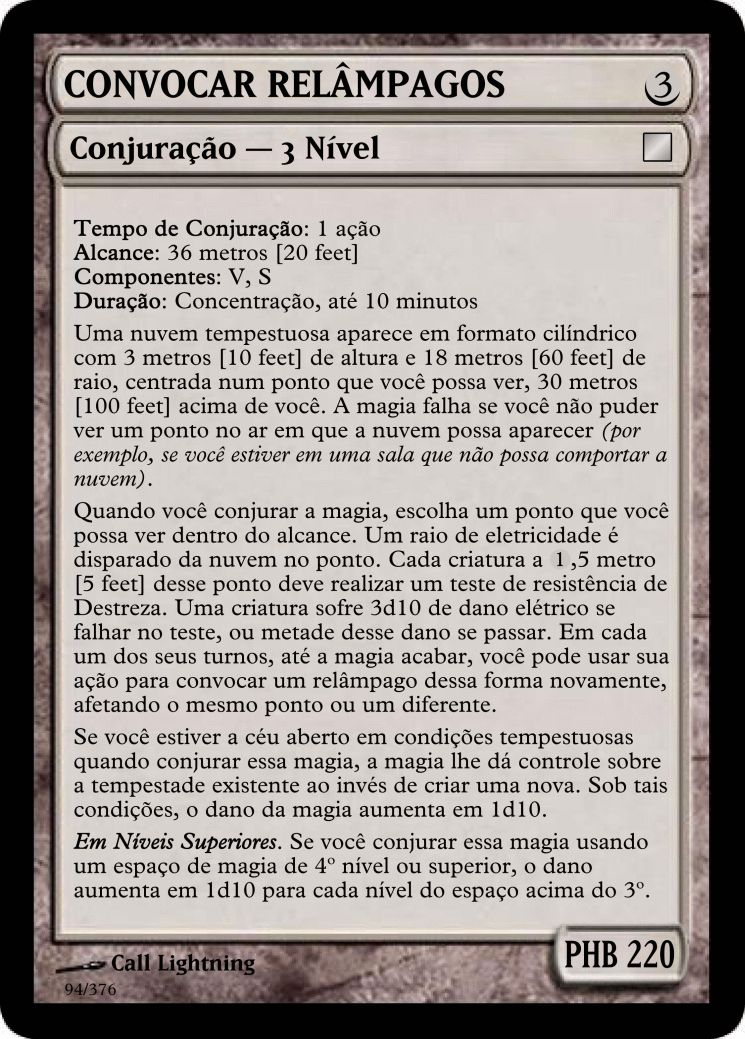 CONVOCAR RELÂMPAGOS 3
Conjuração — 3 Nível
Tempo de Conjuração: 1 ação
Alcance: 36 metros [20 feet]
Componentes: V, S
Duração: Concentração, até 10 minutos
Uma nuvem tempestuosa aparece em formato cilíndrico
com 3 metros [10 feet] de altura e 18 metros [60 feet] de
raio, centrada num ponto que você possa ver, 30 metros
[100 feet] acima de você. A magia falha se você não puder
ver um ponto no ar em que a nuvem possa aparecer (por
exemplo, se você estiver em uma sala que não possa comportar a
nuvem).
Quando você conjurar a magia, escolha um ponto que você
possa ver dentro do alcance. Um raio de eletricidade é
disparado da nuvem no ponto. Cada criatura a 1,5 metro
[5 feet] desse ponto deve realizar um teste de resistência de
Destreza. Uma criatura sofre 3d10 de dano elétrico se
falhar no teste, ou metade desse dano se passar. Em cada
um dos seus turnos, até a magia acabar, você pode usar sua
ação para convocar um relâmpago dessa forma novamente,
afetando o mesmo ponto ou um diferente.
Se você estiver a céu aberto em condições tempestuosas
quando conjurar essa magia, a magia lhe dá controle sobre
a tempestade existente ao invés de criar uma nova. Sob tais
condições, o dano da magia aumenta em 1d10.
Em Níveis Superiores. Se você conjurar essa magia usando
um espaço de magia de 4º nível ou superior, o dano
aumenta em 1d10 para cada nível do espaço acima do 3º.
PHB 220
Call Lightning
94/376